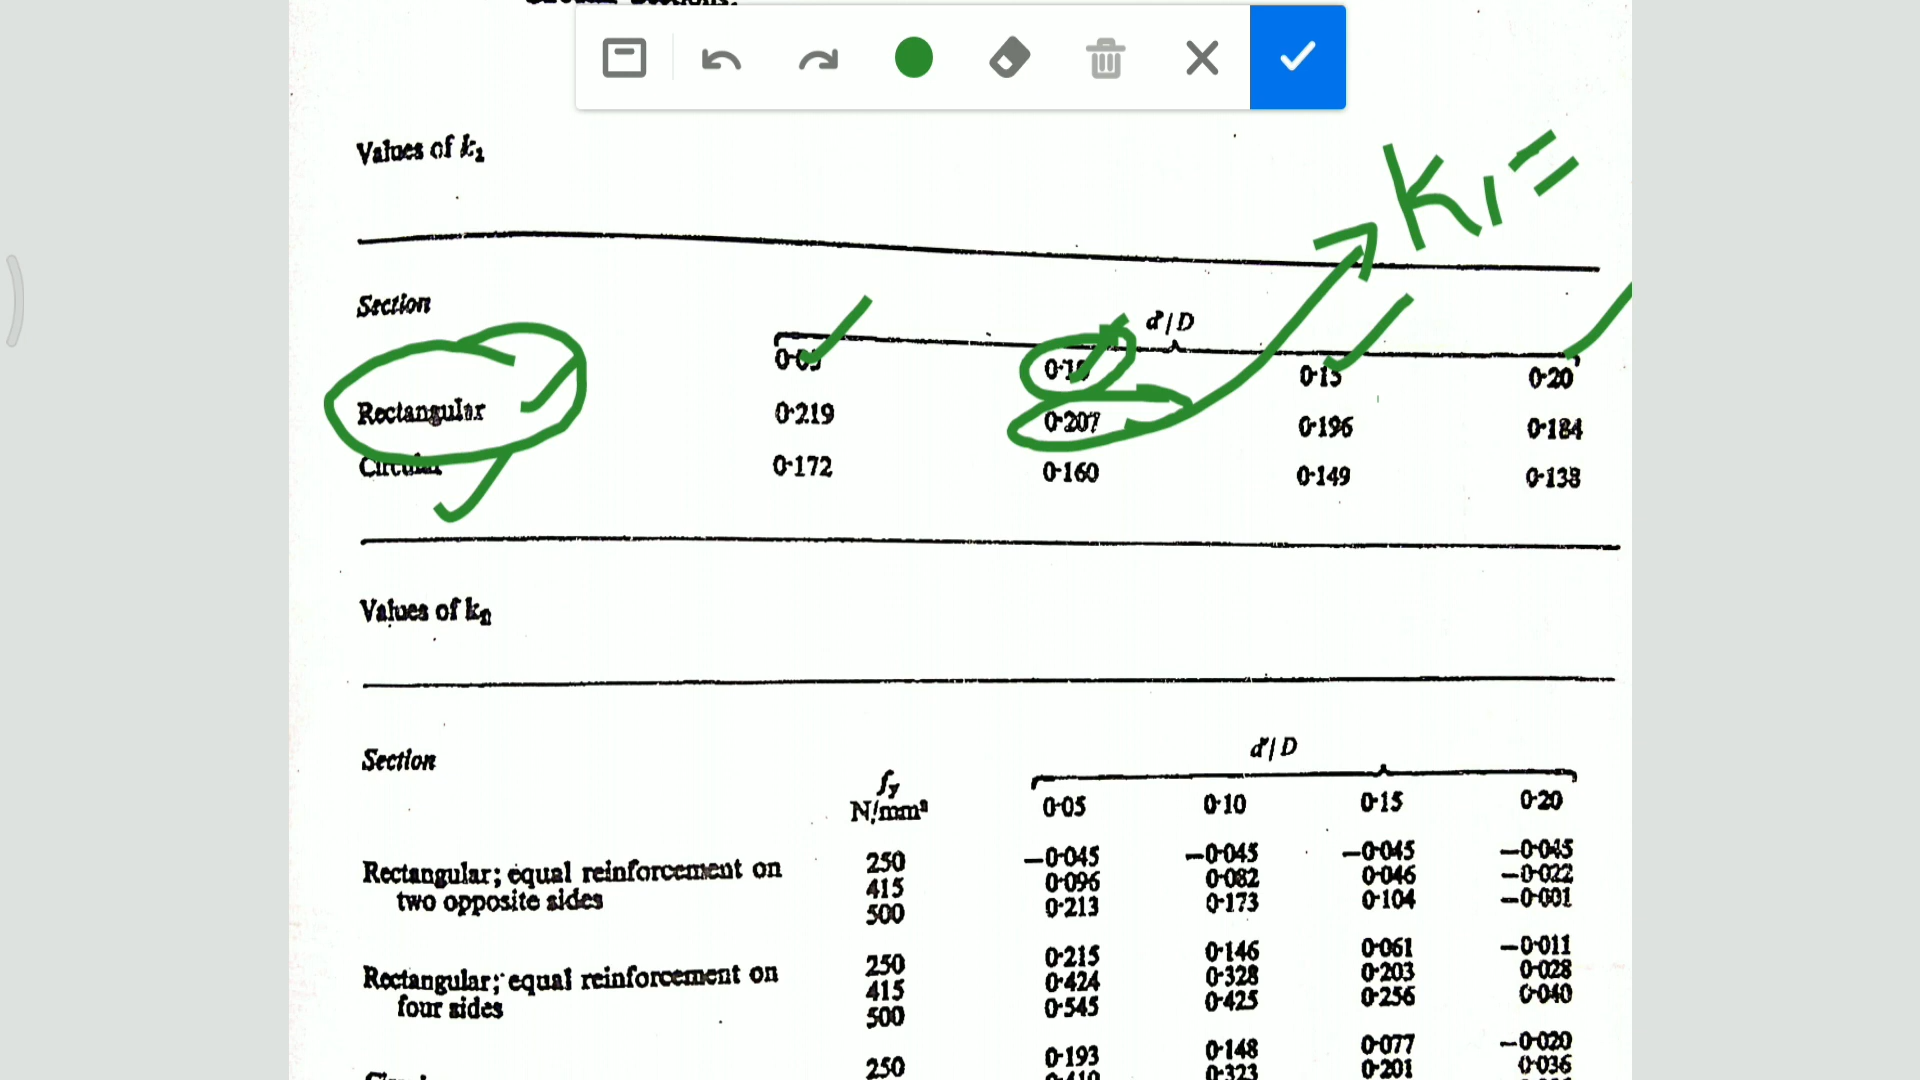 Values of k₁
K₁ =
Section
d'/D
0·05 0·10 0·15 0·20
Rectangular 0·219 0·207 0·196 0·184
Circular 0·172 0·160 0·149 0·138
Values of k₂
Section
d'/D
fy
N/mm² 0·05 0·10 0·15 0·20
Rectangular; equal reinforcement on 250 —0·045 —0·045 —0·045 —0·045
two opposite sides 415 0·096 0·082 0·046 —0·022
500 0·213 0·173 0·104 —0·001
Rectangular; equal reinforcement on 250 0·215 0·146 0·061 —0·011
four sides 415 0·424 0·328 0·203 0·028
500 0·545 0·425 0·256 0·040
250 0·193 0·148 0·077 —0·020
0·323 0·201 0·036